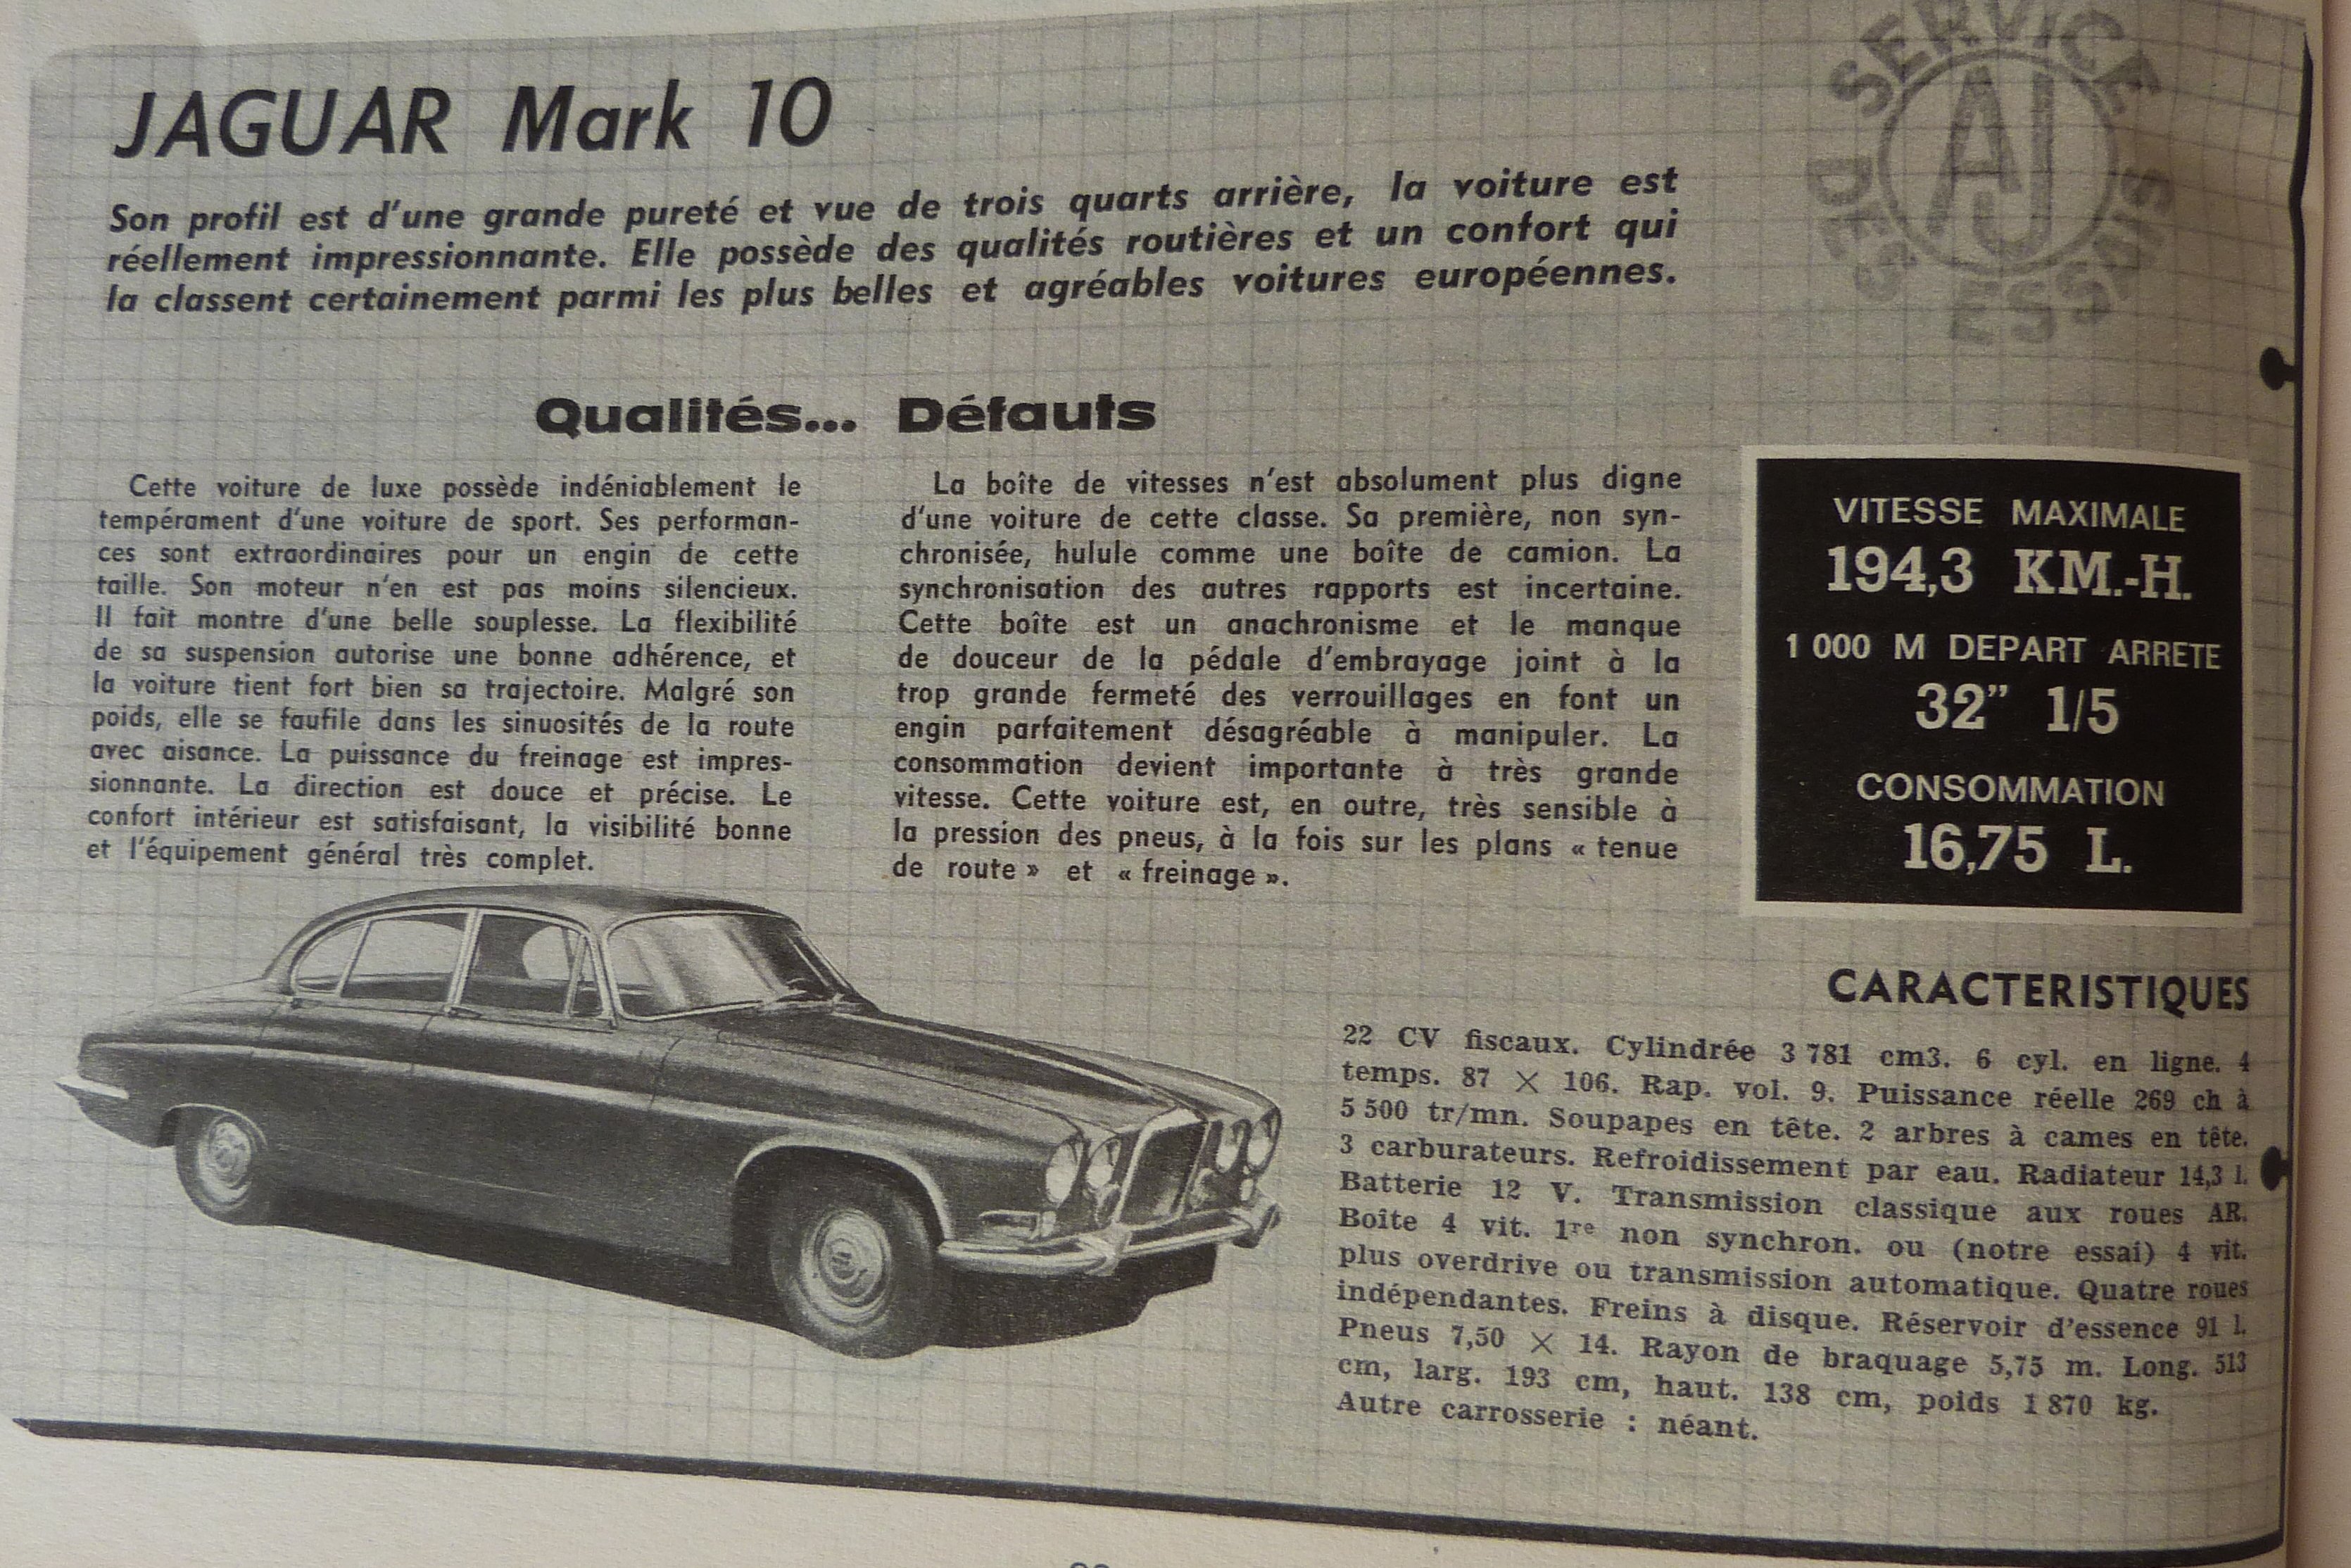 JAGUAR Mark 10
SERVICE
DES
ESSAIS
AJ
Son profil est d'une grande pureté et vue de trois quarts arrière, la voiture est
réellement impressionnante. Elle possède des qualités routières et un confort qui
la classent certainement parmi les plus belles et agréables voitures européennes.
Qualités... Défauts
Cette voiture de luxe possède indéniablement le
tempérament d'une voiture de sport. Ses performan-
ces sont extraordinaires pour un engin de cette
taille. Son moteur n'en est pas moins silencieux.
Il fait montre d'une belle souplesse. La flexibilité
de sa suspension autorise une bonne adhérence, et
la voiture tient fort bien sa trajectoire. Malgré son
poids, elle se faufile dans les sinuosités de la route
avec aisance. La puissance du freinage est impres-
sionnante. La direction est douce et précise. Le
confort intérieur est satisfaisant, la visibilité bonne
et l'équipement général très complet.
La boîte de vitesses n'est absolument plus digne
d'une voiture de cette classe. Sa première, non syn-
chronisée, hulule comme une boîte de camion. La
synchronisation des autres rapports est incertaine.
Cette boîte est un anachronisme et le manque
de douceur de la pédale d'embrayage joint à la
trop grande fermeté des verrouillages en font un
engin parfaitement désagréable à manipuler. La
consommation devient importante à très grande
vitesse. Cette voiture est, en outre, très sensible à
la pression des pneus, à la fois sur les plans « tenue
de route » et « freinage ».
VITESSE MAXIMALE
194,3 KM.-H.
1 000 M DEPART ARRETE
32" 1/5
CONSOMMATION
16,75 L.
CARACTERISTIQUES
22 CV fiscaux. Cylindrée 3 781 cm3. 6 cyl. en ligne. 4
temps. 87 × 106. Rap. vol. 9. Puissance réelle 269 ch à
5 500 tr/mn. Soupapes en tête. 2 arbres à cames en tête.
3 carburateurs. Refroidissement par eau. Radiateur 14,3 l.
Batterie 12 V. Transmission classique aux roues AR.
Boîte 4 vit. 1re non synchron. ou (notre essai) 4 vit.
plus overdrive ou transmission automatique. Quatre roues
indépendantes. Freins à disque. Réservoir d'essence 91 l.
Pneus 7,50 × 14. Rayon de braquage 5,75 m. Long. 513
cm, larg. 193 cm, haut. 138 cm, poids 1 870 kg.
Autre carrosserie : néant.